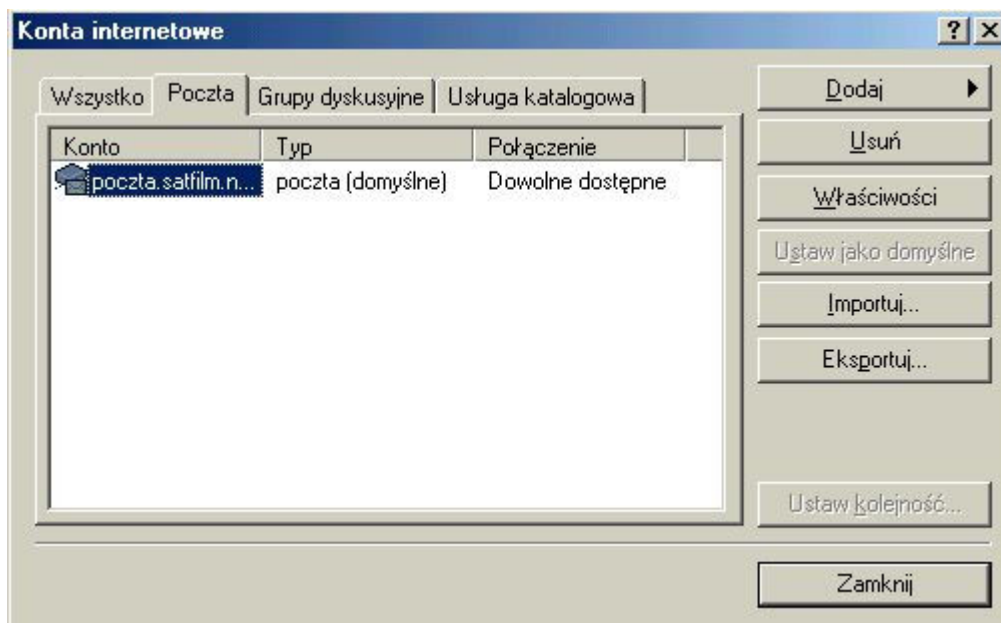 Konta internetowe
Wszystko Poczta Grupy dyskusyjne Usługa katalogowa
Konto Typ Połączenie
poczta.satfilm.n... poczta (domyślne) Dowolne dostępne
Dodaj
Usuń
Właściwości
Ustaw jako domyślne
Importuj...
Eksportuj...
Ustaw kolejność...
Zamknij